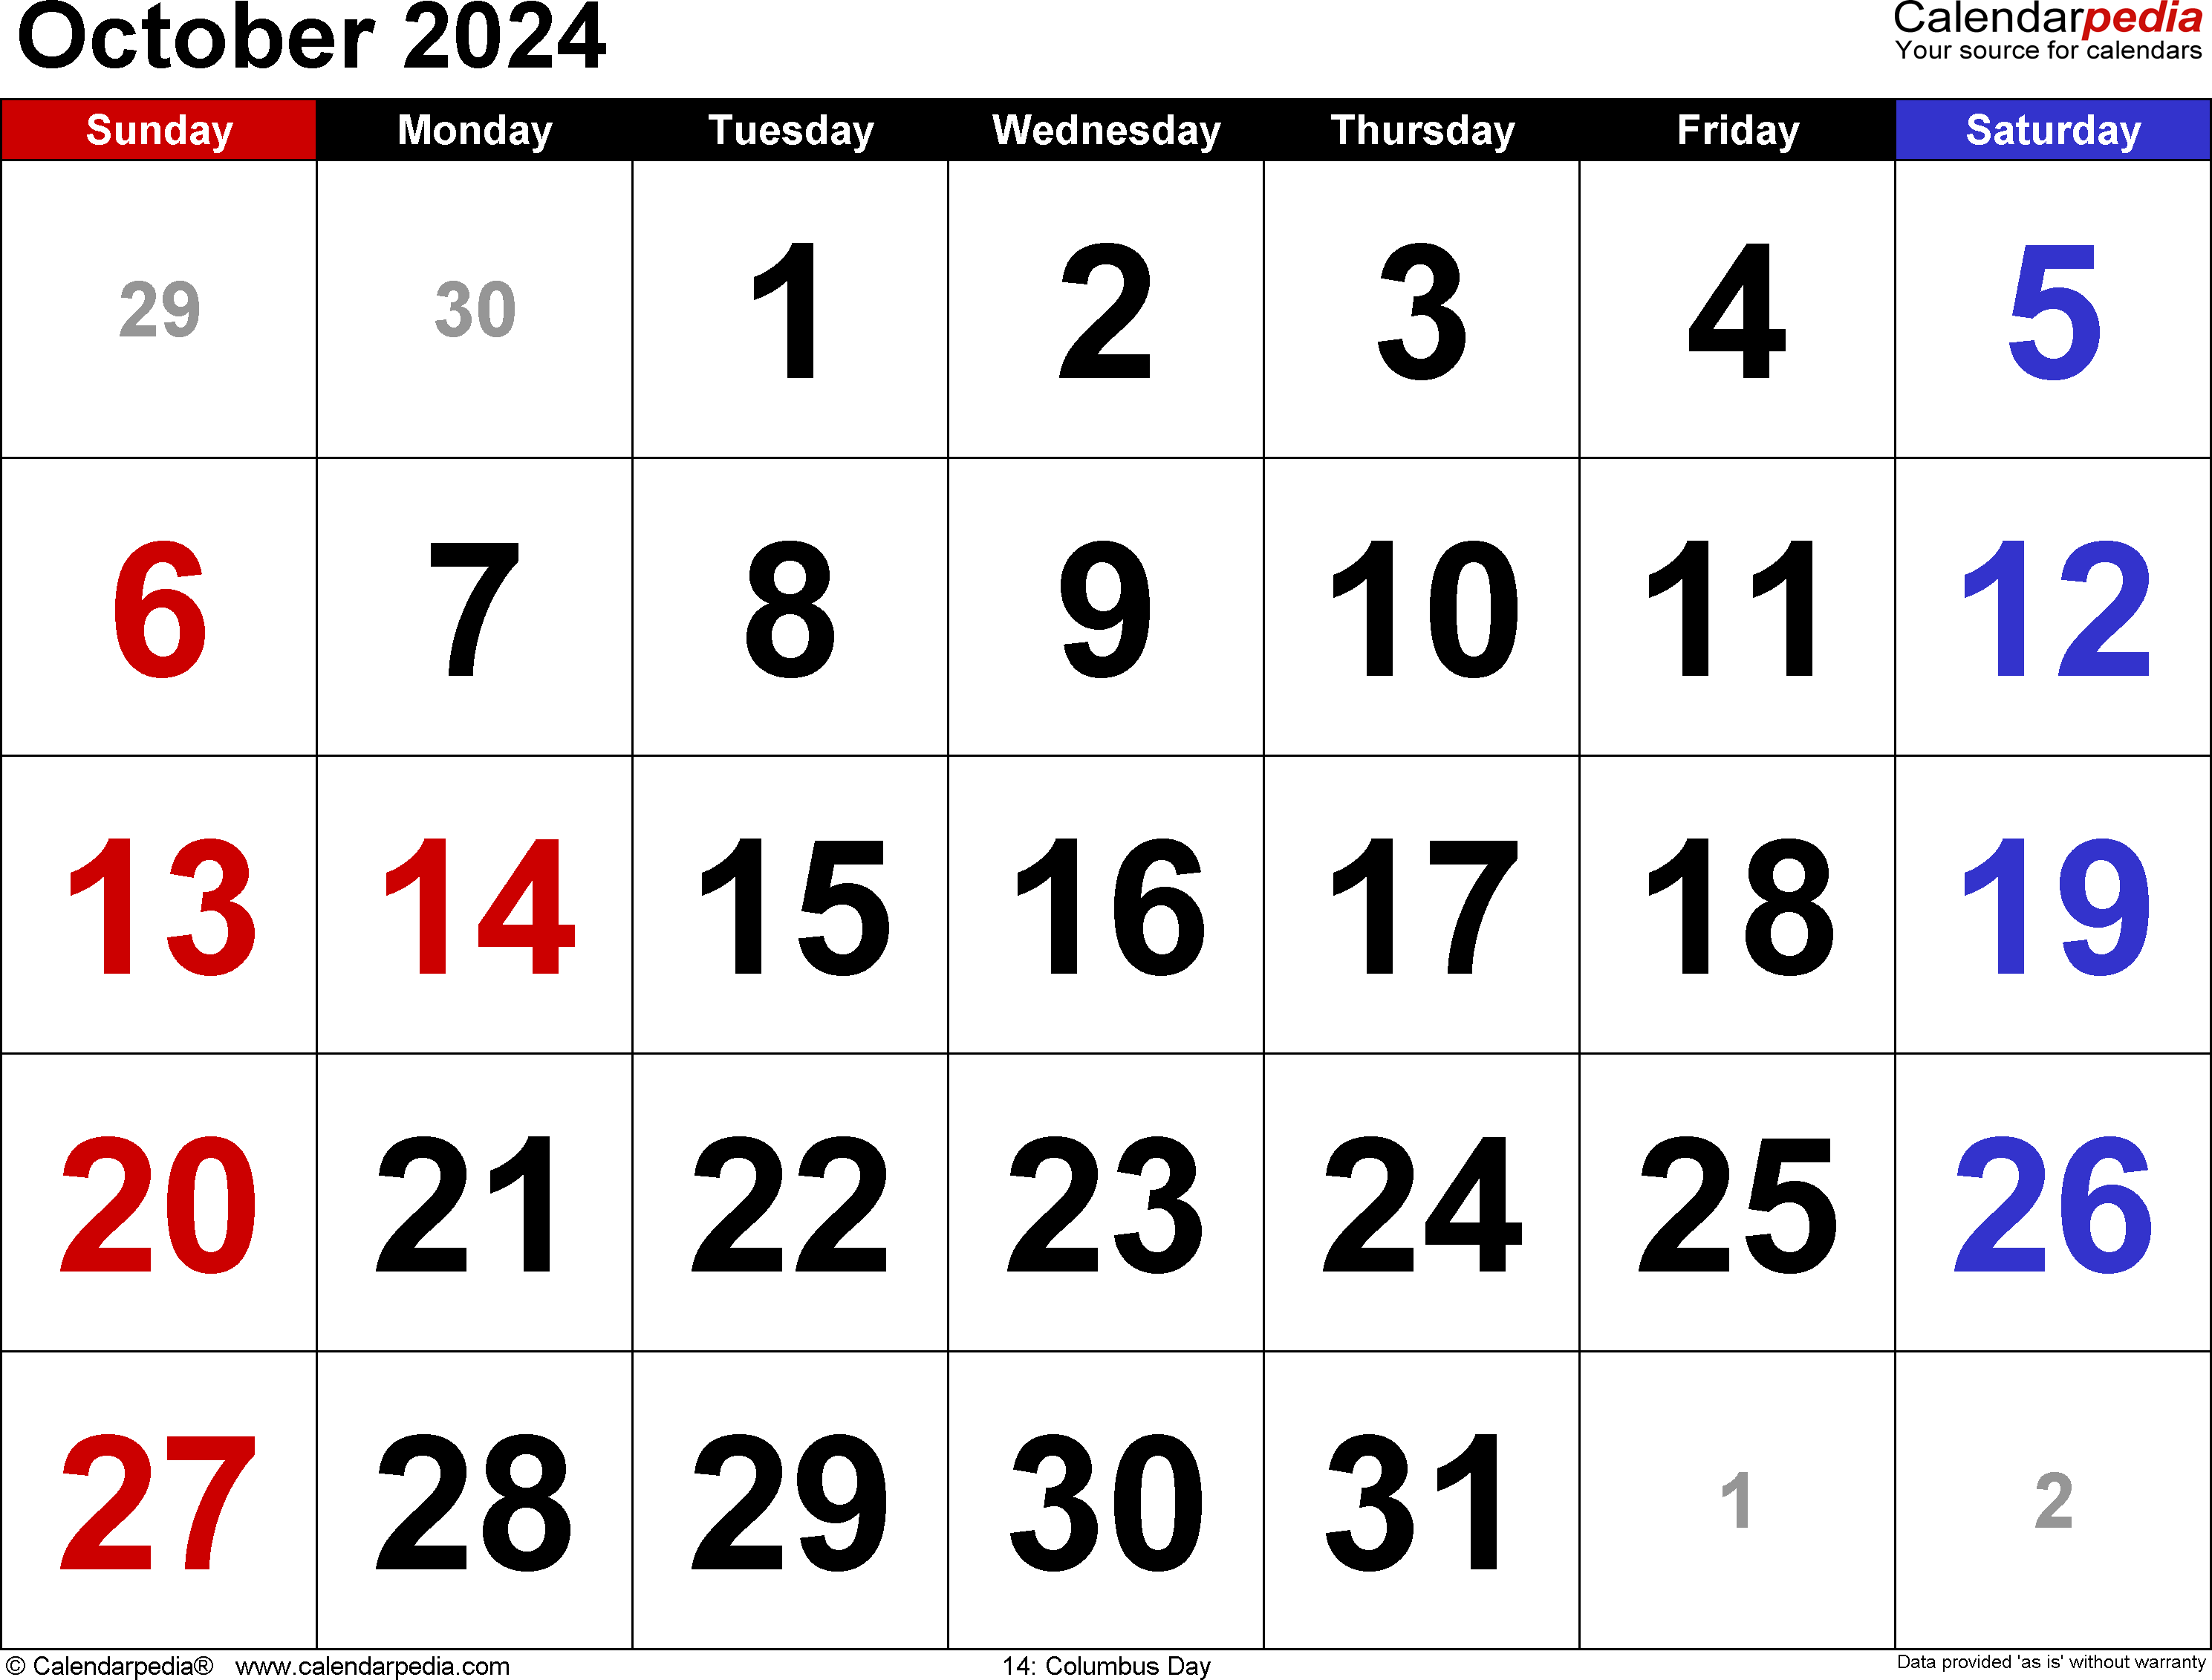 October 2024
Calendarpedia
Your source for calendars
Sunday Monday Tuesday Wednesday Thursday Friday Saturday
29 30 1 2 3 4 5
6 7 8 9 10 11 12
13 14 15 16 17 18 19
20 21 22 23 24 25 26
27 28 29 30 31 1 2
© Calendarpedia® www.calendarpedia.com 14: Columbus Day Data provided 'as is' without warranty